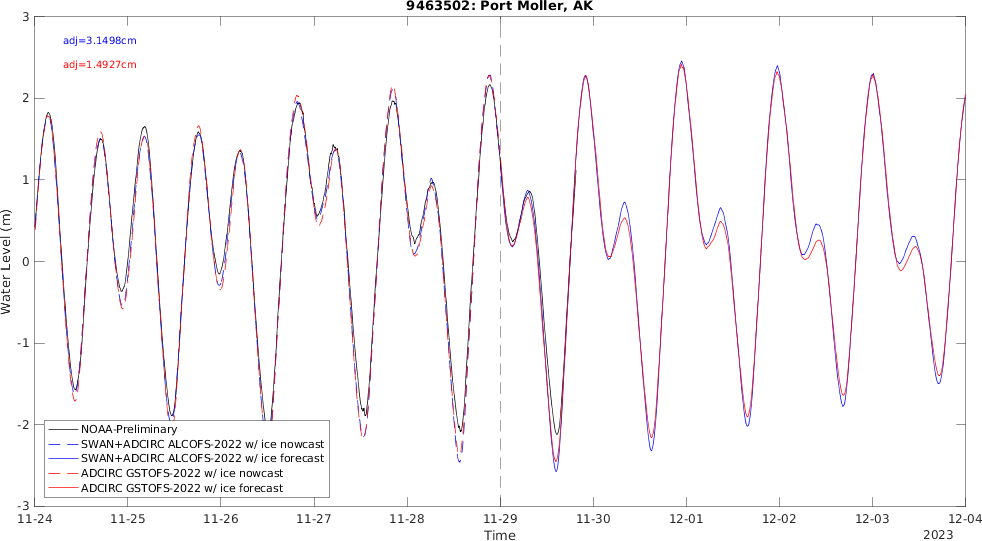 9463502: Port Moller, AK
adj=3.1498cm
adj=1.4927cm
3
2
1
0
-1
-2
-3
Water Level (m)
NOAA-Preliminary
SWAN+ADCIRC ALCOFS-2022 w/ ice nowcast
SWAN+ADCIRC ALCOFS-2022 w/ ice forecast
ADCIRC GSTOFS-2022 w/ ice nowcast
ADCIRC GSTOFS-2022 w/ ice forecast
11-24 11-25 11-26 11-27 11-28 11-29 11-30 12-01 12-02 12-03 12-04
Time
2023